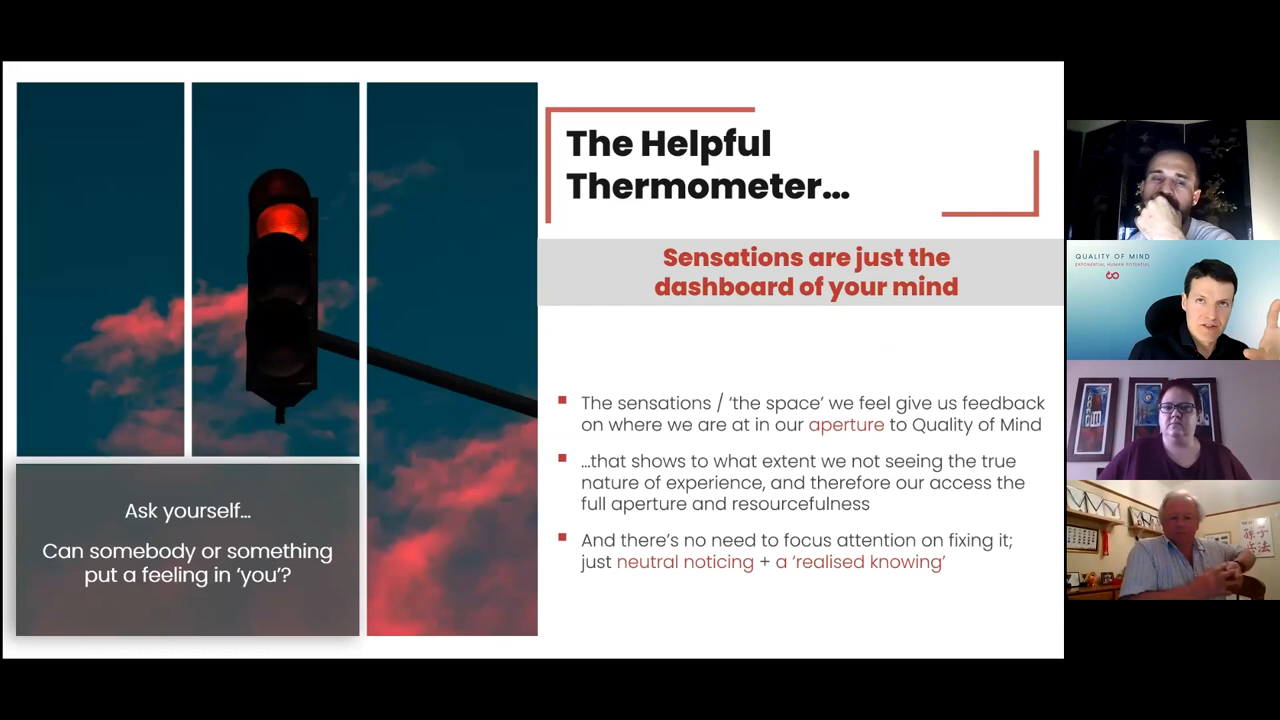 The Helpful
Thermometer...
Sensations are just the
dashboard of your mind
▪ The sensations / ‘the space’ we feel give us feedback
on where we are at in our aperture to Quality of Mind
▪ ...that shows to what extent we not seeing the true
nature of experience, and therefore our access the
full aperture and resourcefulness
▪ And there’s no need to focus attention on fixing it;
just neutral noticing + a ‘realised knowing’
Ask yourself...
Can somebody or something
put a feeling in ‘you’?
QUALITY OF MIND
EXPONENTIAL HUMAN POTENTIAL
孫子
兵法